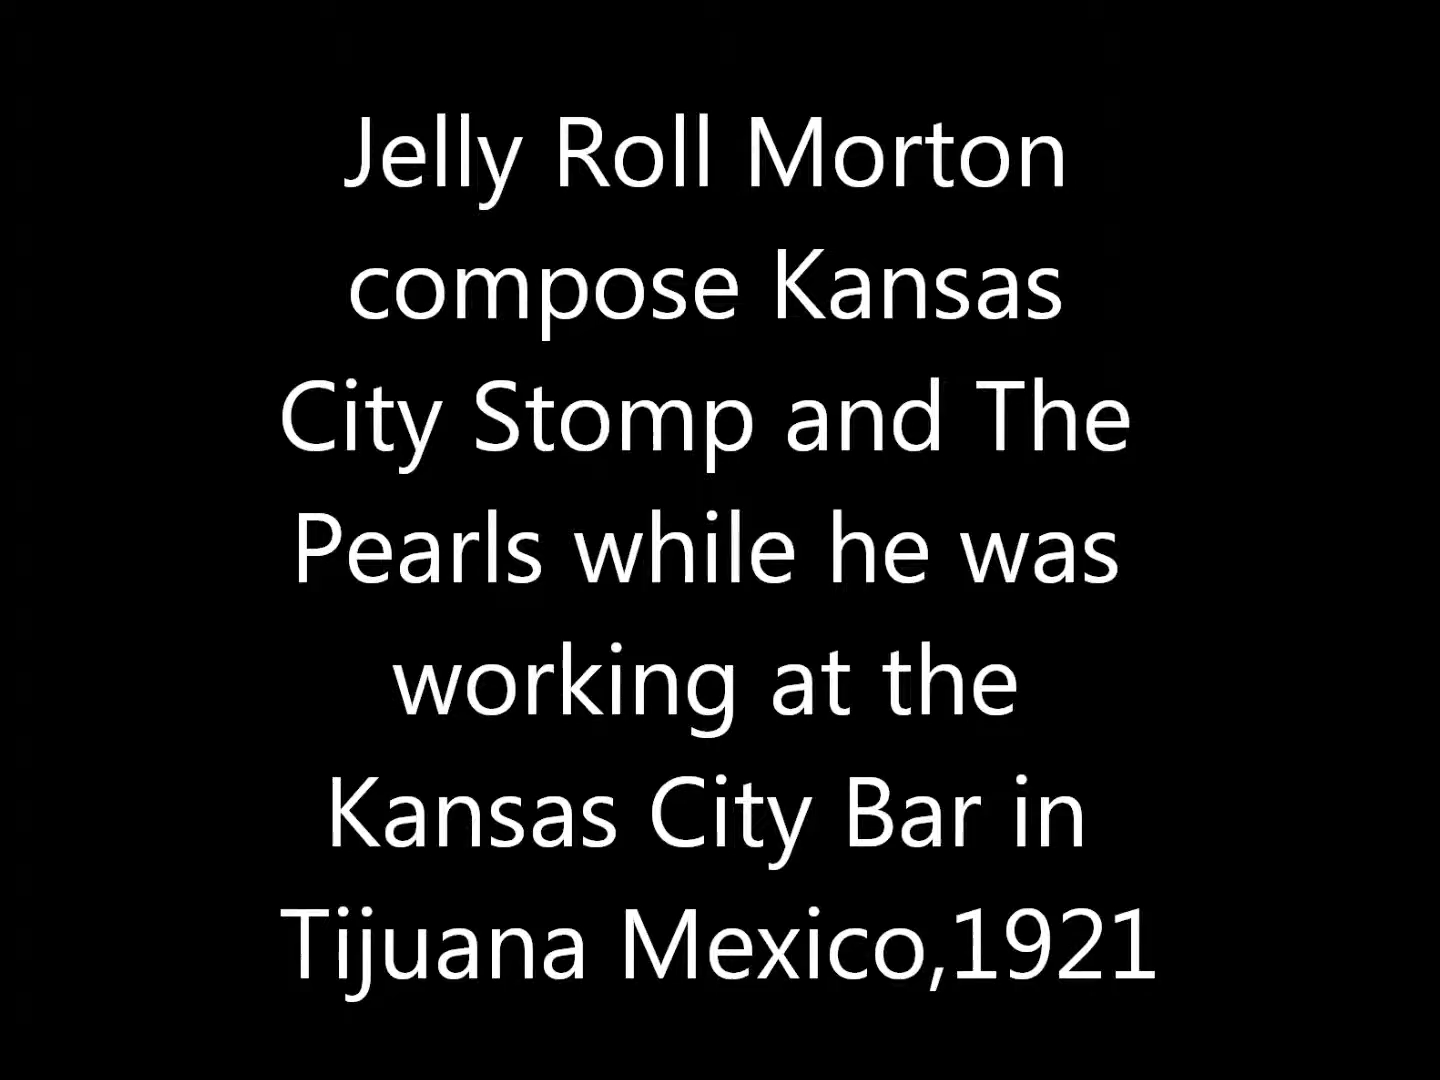 Jelly Roll Morton
compose Kansas
City Stomp and The
Pearls while he was
working at the
Kansas City Bar in
Tijuana Mexico,1921